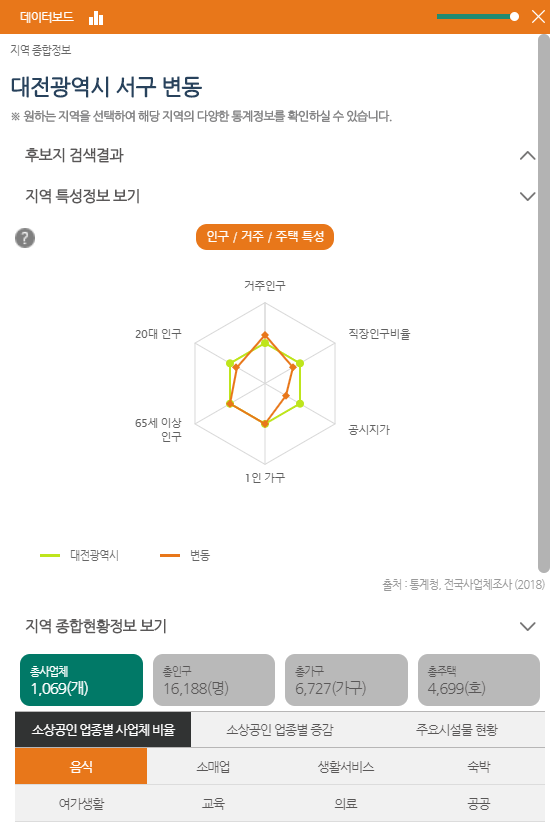 데이터보드
지역 종합정보
대전광역시 서구 변동
※ 원하는 지역을 선택하여 해당 지역의 다양한 통계정보를 확인하실 수 있습니다.
후보지 검색결과
지역 특성정보 보기
?
인구 / 거주 / 주택 특성
거주인구
20대 인구
직장인구비율
65세 이상
인구
공시지가
1인 가구
대전광역시
변동
출처 : 통계청, 전국사업체조사 (2018)
지역 종합현황정보 보기
총사업체
1,069(개)
총인구
16,188(명)
총가구
6,727(가구)
총주택
4,699(호)
소상공인 업종별 사업체 비율
소상공인 업종별 증감
주요시설물 현황
음식
소매업
생활서비스
숙박
여가생활
교육
의료
공공